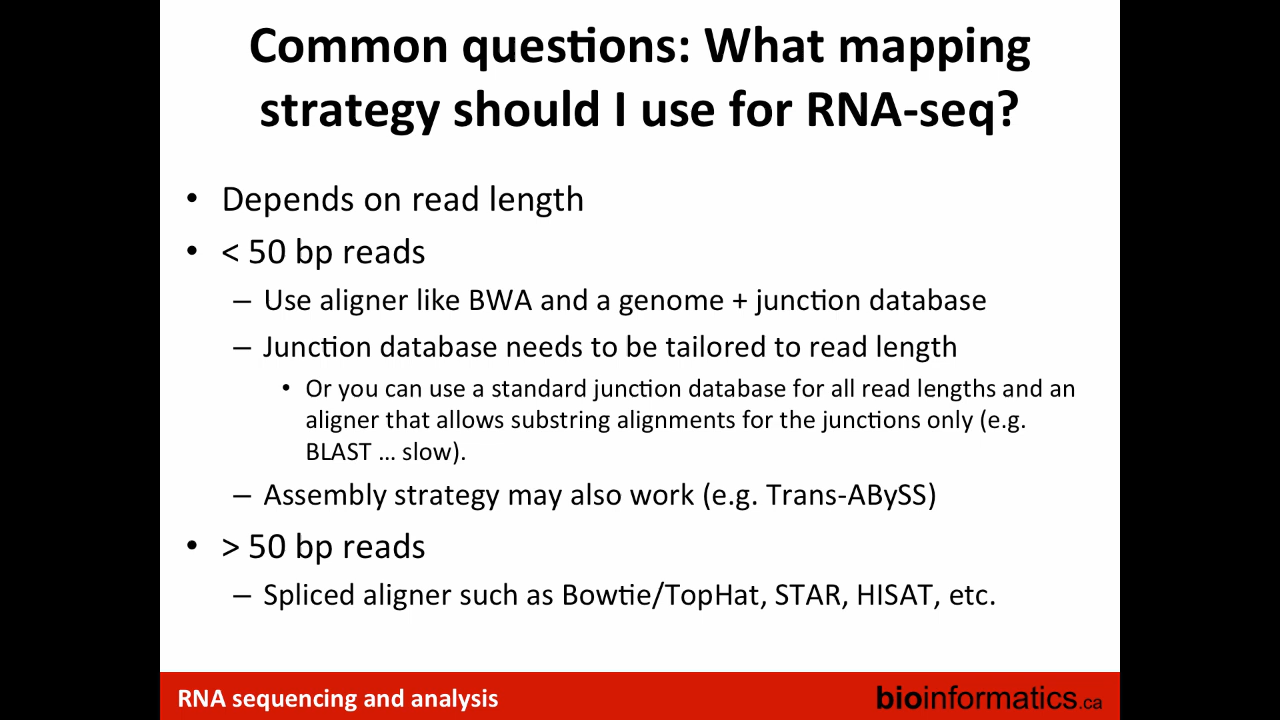 Common questions: What mapping
strategy should I use for RNA-seq?
• Depends on read length
• < 50 bp reads
– Use aligner like BWA and a genome + junction database
– Junction database needs to be tailored to read length
• Or you can use a standard junction database for all read lengths and an
aligner that allows substring alignments for the junctions only (e.g.
BLAST … slow).
– Assembly strategy may also work (e.g. Trans-ABySS)
• > 50 bp reads
– Spliced aligner such as Bowtie/TopHat, STAR, HISAT, etc.
RNA sequencing and analysis
bioinformatics.ca